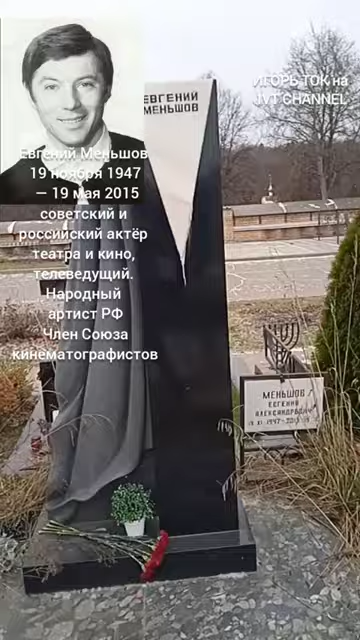 ЕВГЕНИЙ
МЕНЬШОВ
ИГОРЬ ТОК на
JVT CHANNEL
Евгений Меньшов
19 ноября 1947
— 19 мая 2015
советский и
российский актёр
театра и кино,
телеведущий.
Народный
артист РФ
Член Союза
кинематографистов
МЕНЬШОВ
ЕВГЕНИЙ
АЛЕКСАНДРОВИЧ